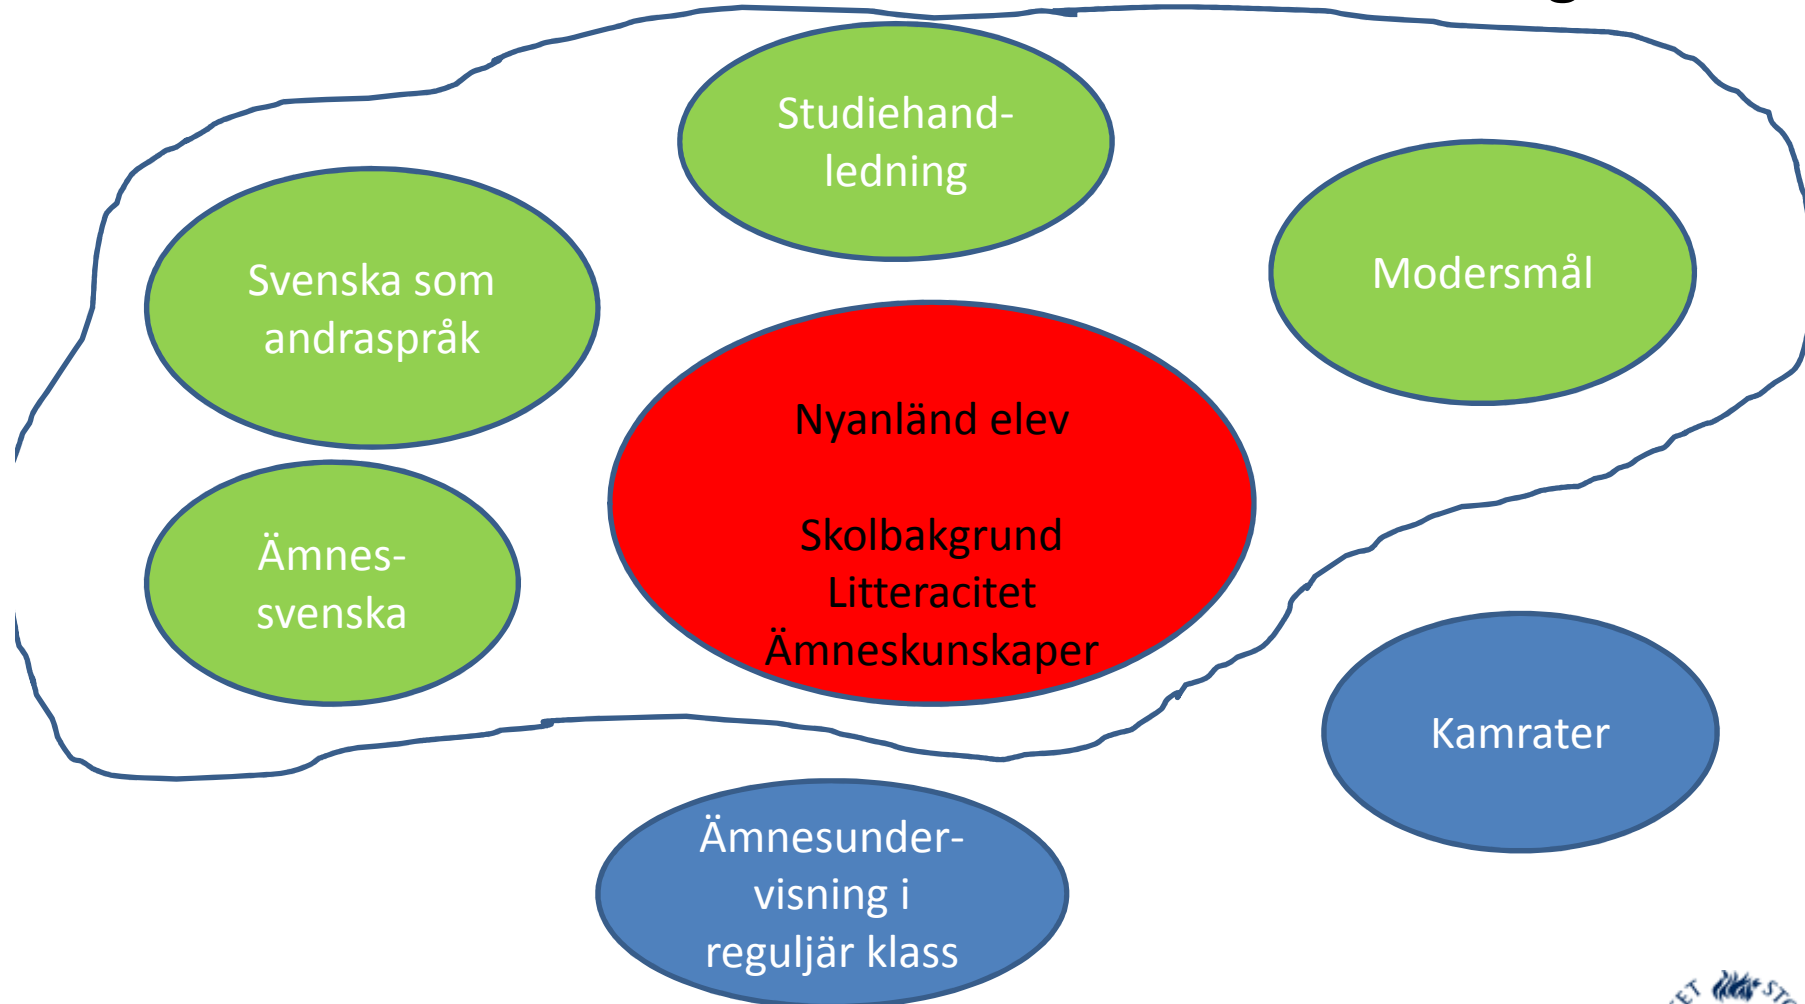 Studiehand-
ledning
Svenska som
andraspråk
Modersmål
Nyanländ elev
Skolbakgrund
Litteracitet
Ämneskunskaper
Ämnes-
svenska
Kamrater
Ämnesunder-
visning i
reguljär klass